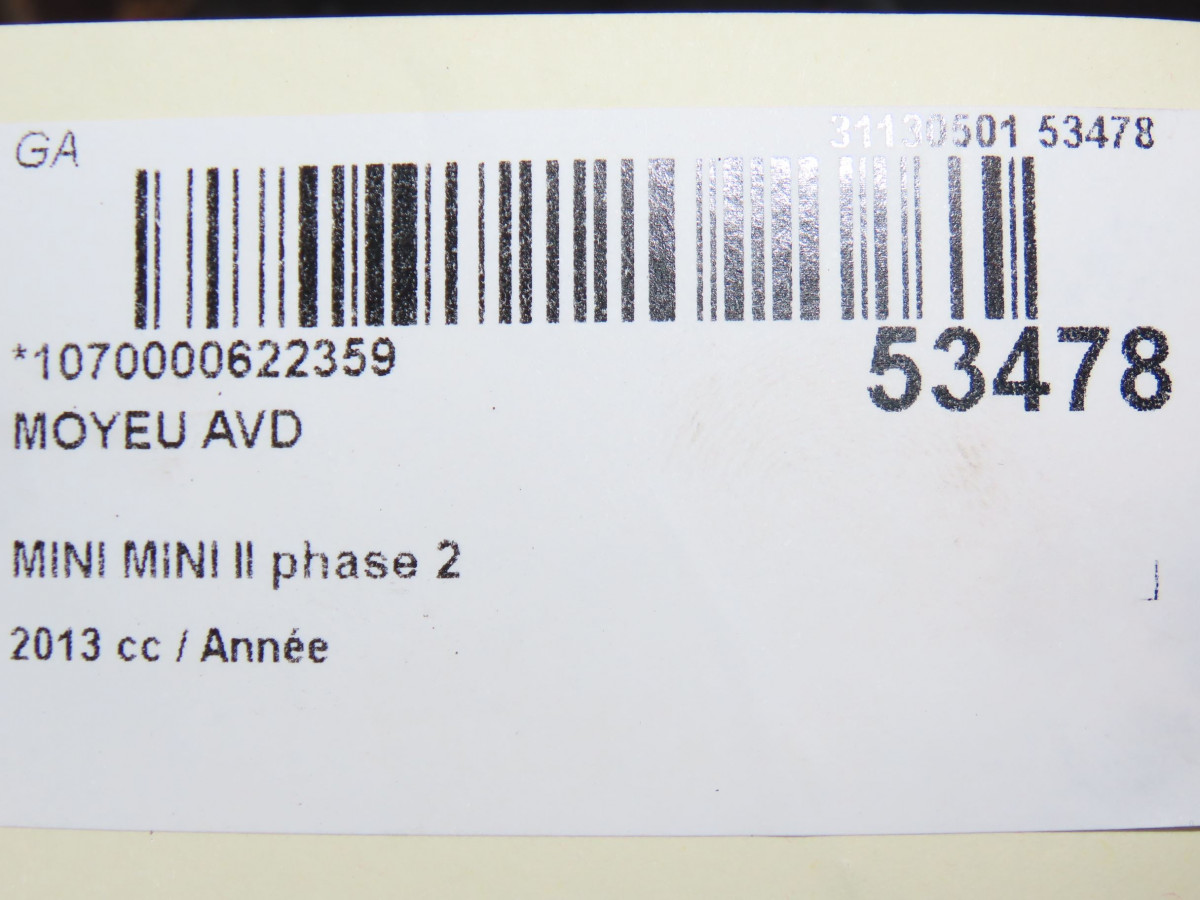 GA
31130501 53478
*1070000622359
53478
MOYEU AVD
MINI MINI II phase 2
2013 cc / Année